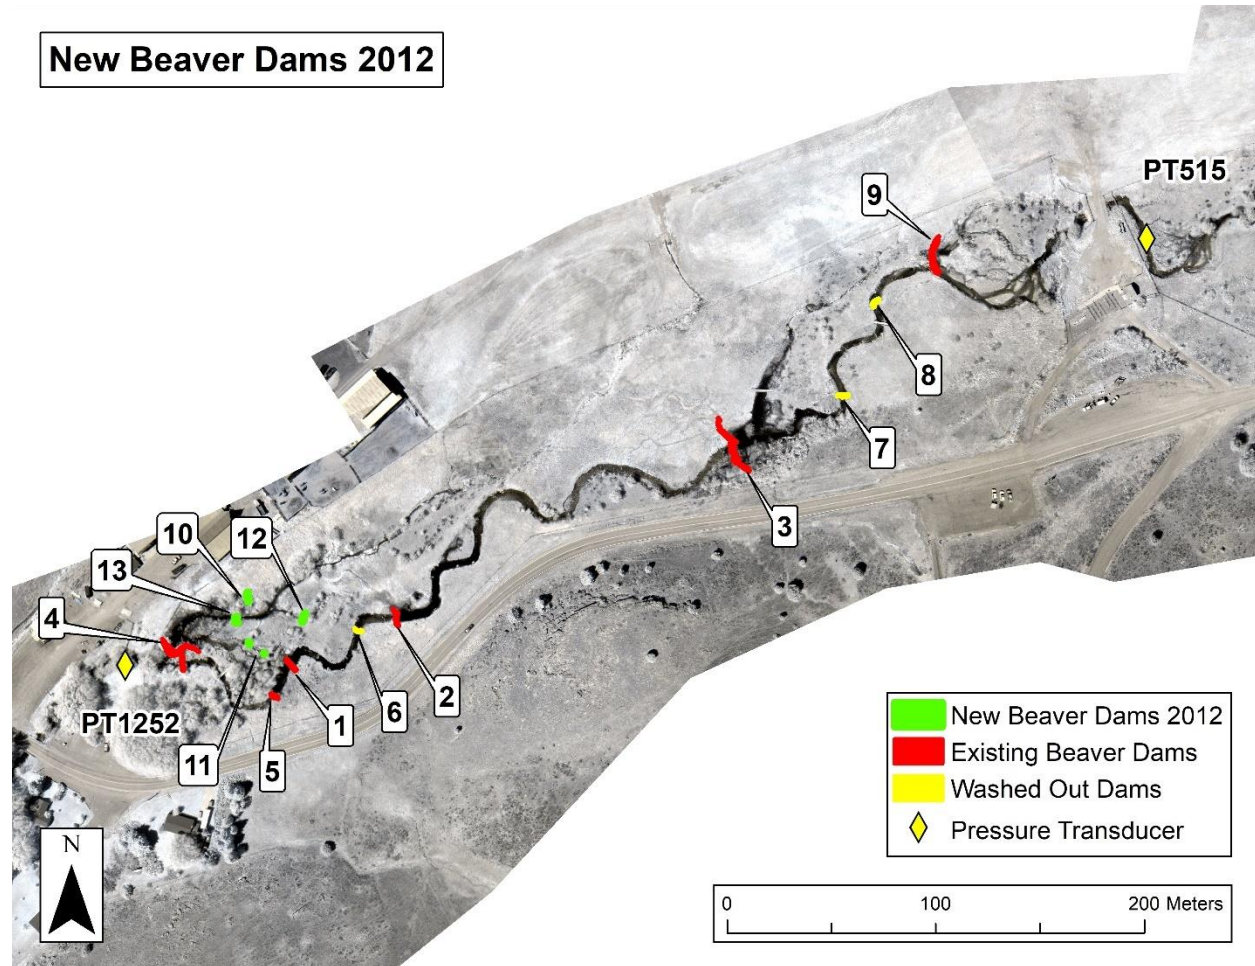 New Beaver Dams 2012
PT515
9
8
7
3
12
10
13
4
PT1252
11
5
1
6
2
New Beaver Dams 2012
Existing Beaver Dams
Washed Out Dams
Pressure Transducer
N
0 100 200 Meters